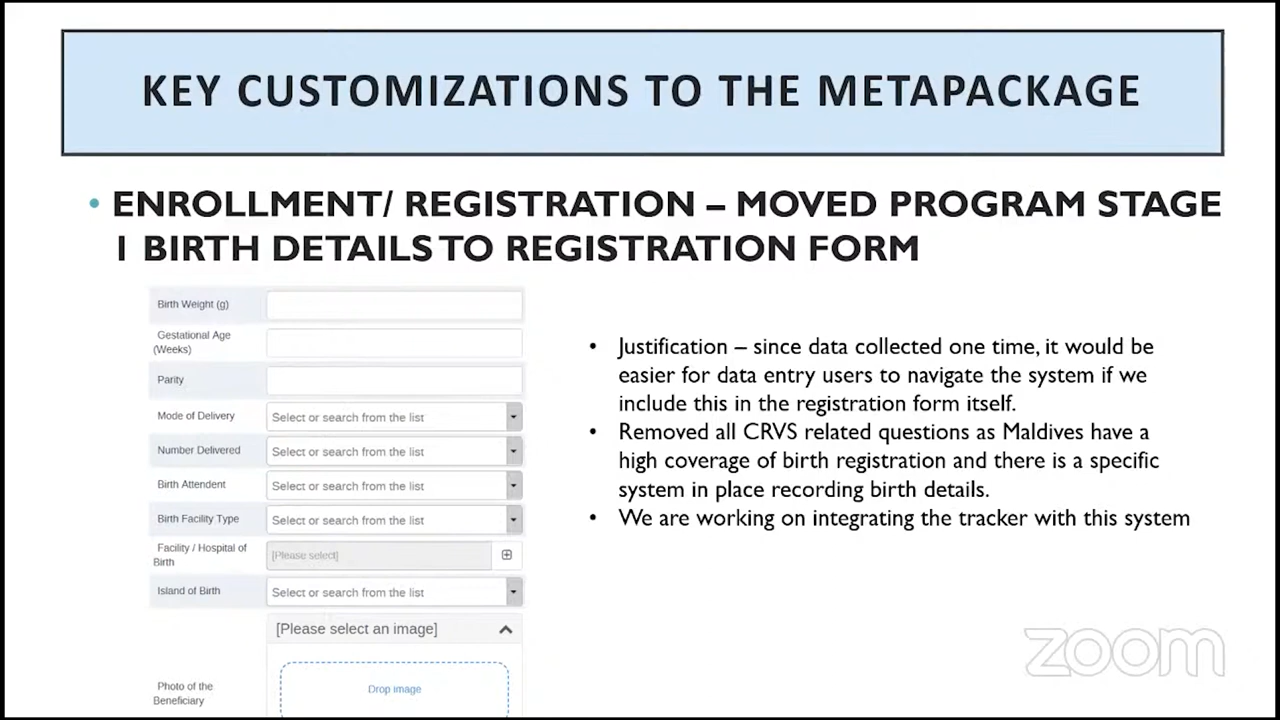 KEY CUSTOMIZATIONS TO THE METAPACKAGE
• ENROLLMENT/ REGISTRATION – MOVED PROGRAM STAGE
1 BIRTH DETAILS TO REGISTRATION FORM
Birth Weight (g)
Gestational Age
(Weeks)
Parity
Mode of Delivery
Select or search from the list
Number Delivered
Select or search from the list
Birth Attendent
Select or search from the list
Birth Facility Type
Select or search from the list
Facility / Hospital of
Birth
[Please select]
Island of Birth
Select or search from the list
[Please select an image]
Photo of the
Beneficiary
Drop image
• Justification – since data collected one time, it would be
easier for data entry users to navigate the system if we
include this in the registration form itself.
• Removed all CRVS related questions as Maldives have a
high coverage of birth registration and there is a specific
system in place recording birth details.
• We are working on integrating the tracker with this system
zoom